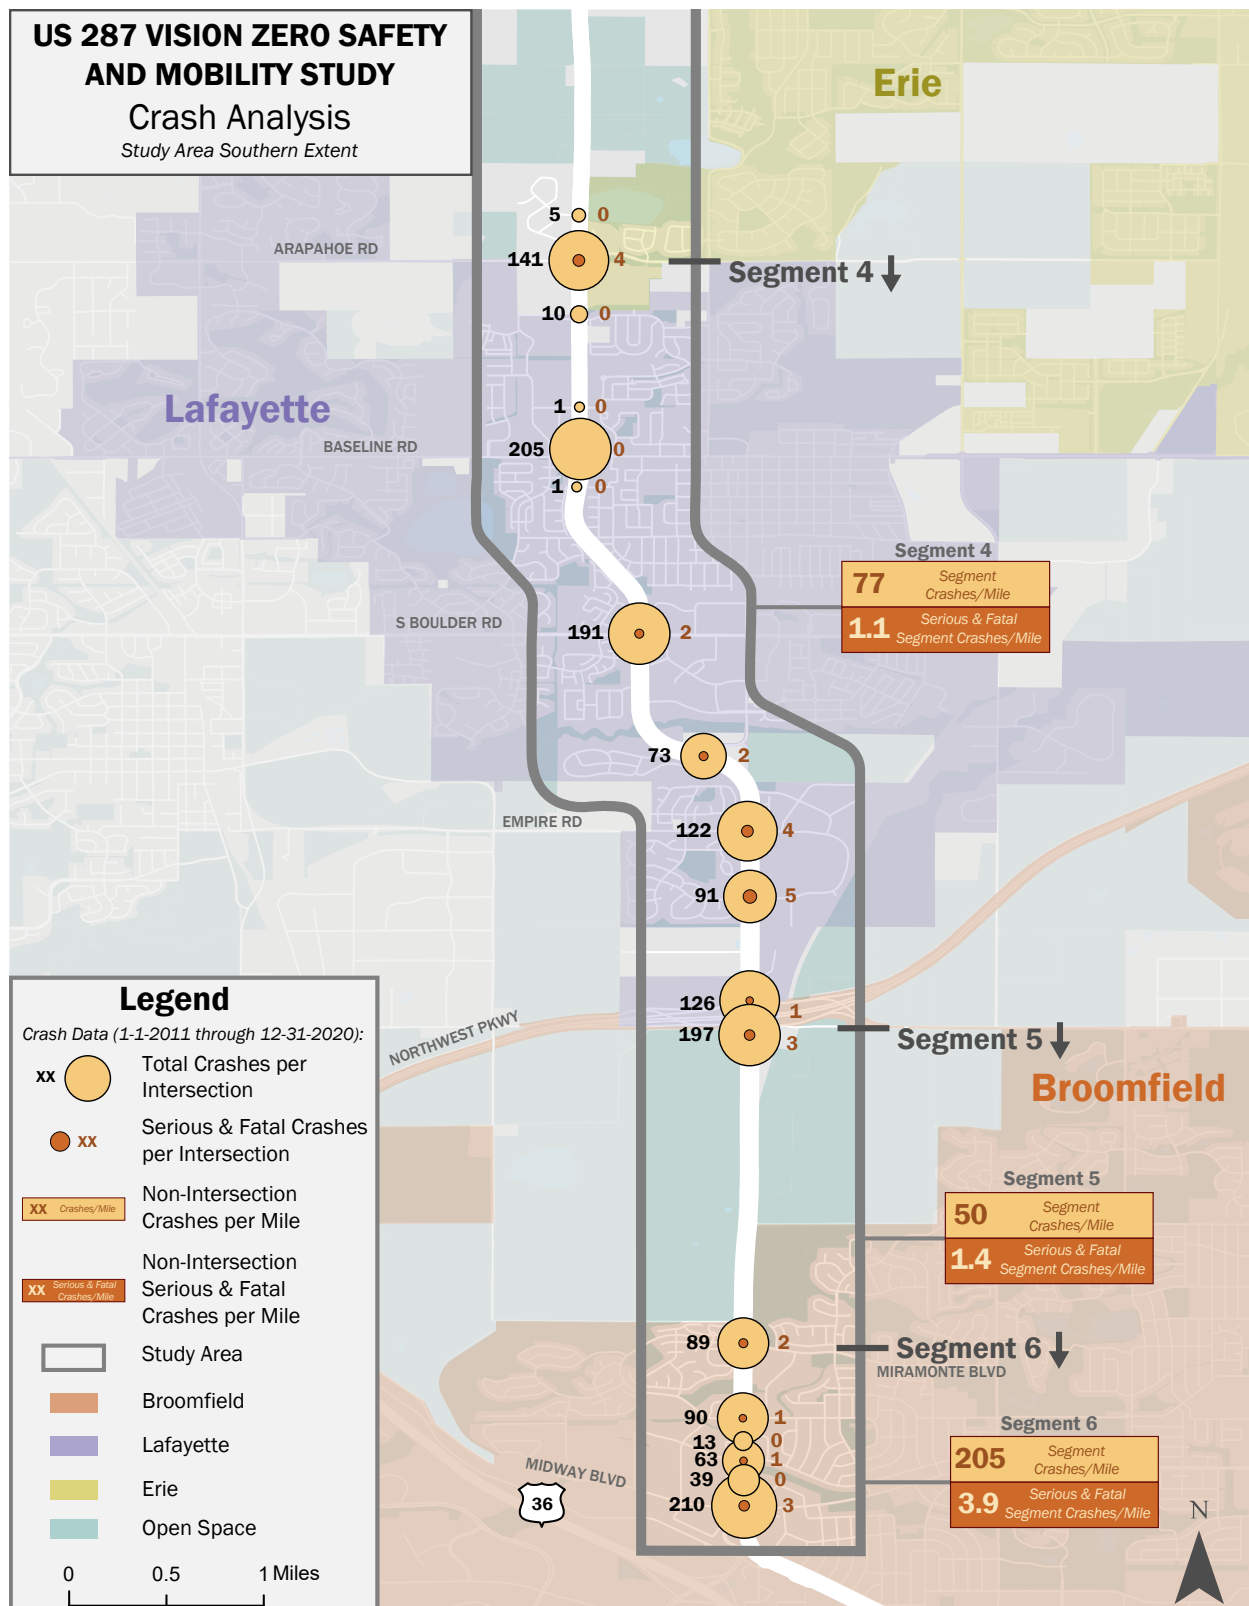 US 287 VISION ZERO SAFETY
AND MOBILITY STUDY
Crash Analysis
Study Area Southern Extent
Erie
5 0
ARAPAHOE RD
141 4
Segment 4
10 0
Lafayette
1 0
BASELINE RD
205 0
1 0
Segment 4
77 Segment
Crashes/Mile
1.1 Serious & Fatal
Segment Crashes/Mile
S BOULDER RD
191 2
73 2
EMPIRE RD
122 4
91 5
126 1
197 3
NORTHWEST PKWY
Segment 5
Broomfield
Segment 5
50 Segment
Crashes/Mile
1.4 Serious & Fatal
Segment Crashes/Mile
89 2
Segment 6
MIRAMONTE BLVD
90 1
13 0
63 1
39 0
210 3
MIDWAY BLVD
36
Segment 6
205 Segment
Crashes/Mile
3.9 Serious & Fatal
Segment Crashes/Mile
N
Legend
Crash Data (1-1-2011 through 12-31-2020):
XX Total Crashes per
Intersection
XX Serious & Fatal Crashes
per Intersection
XX Crashes/Mile
Non-Intersection
Crashes per Mile
XX Serious & Fatal
Crashes/Mile
Non-Intersection
Serious & Fatal
Crashes per Mile
Study Area
Broomfield
Lafayette
Erie
Open Space
0 0.5 1 Miles